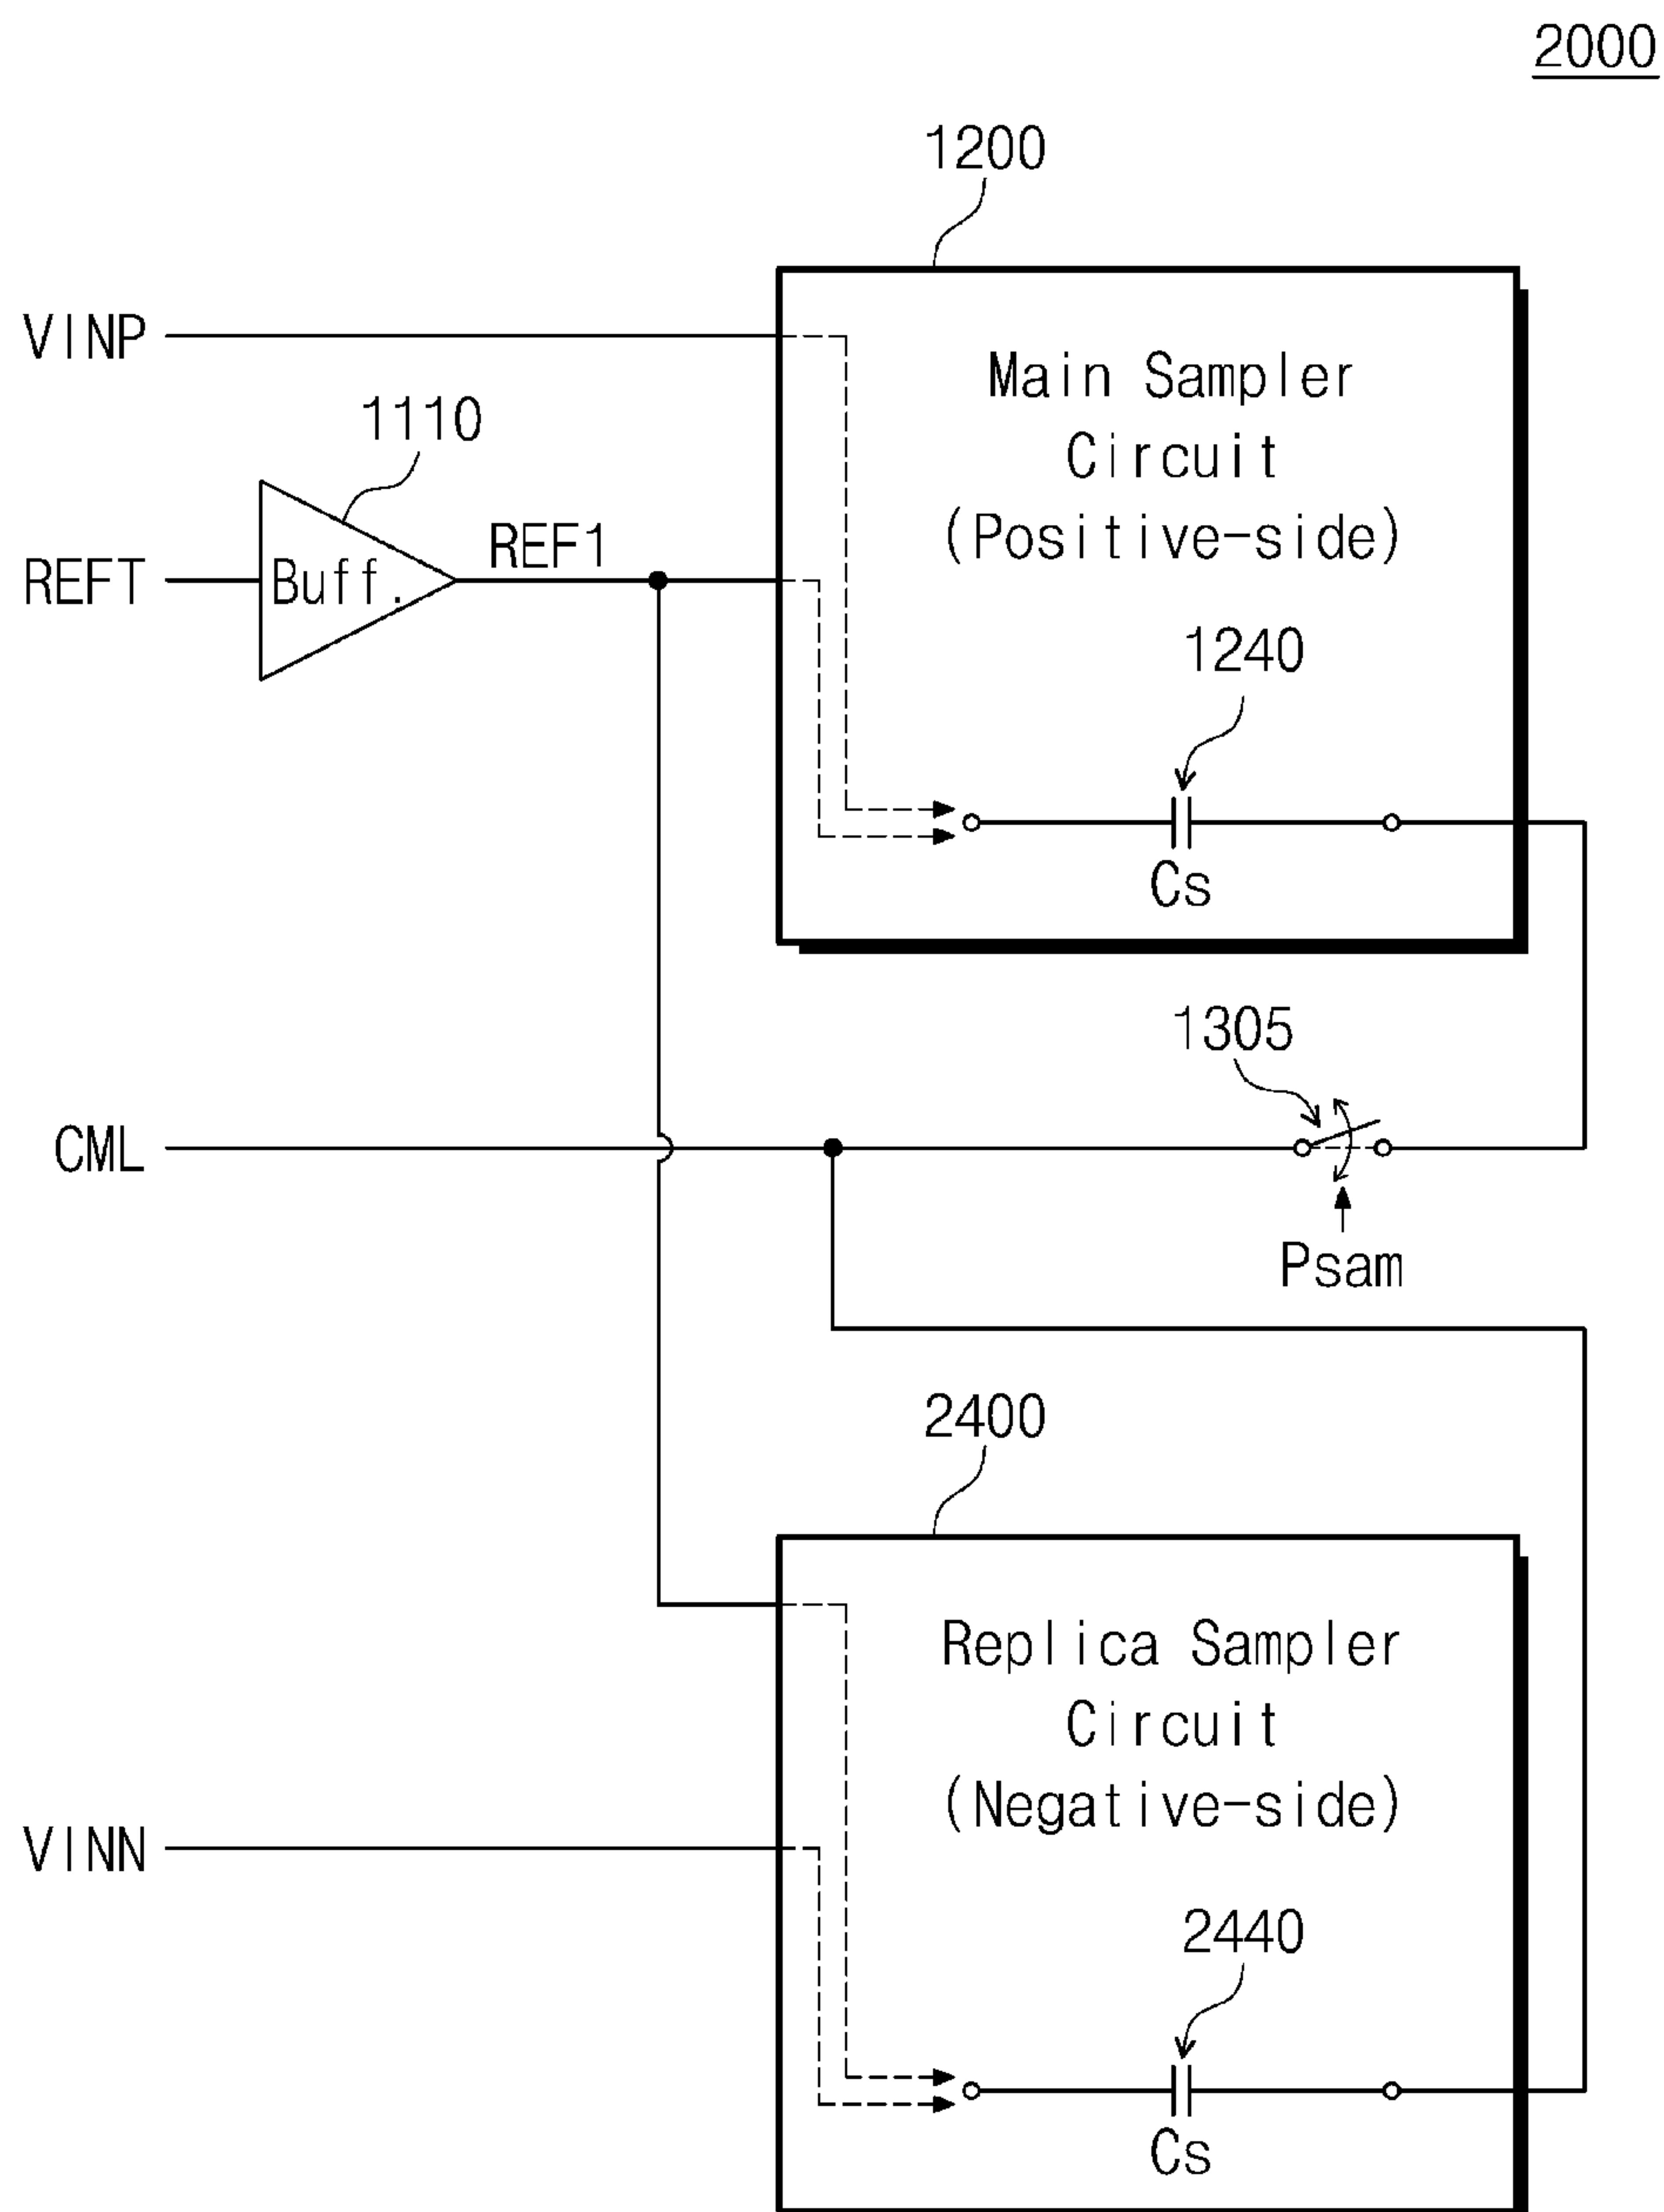 2000
1200
VINP
Main Sampler
Circuit
(Positive-side)
1110
REF1
REFT
Buff.
1240
Cs
1305
CML
Psam
2400
Replica Sampler
Circuit
(Negative-side)
VINN
2440
Cs